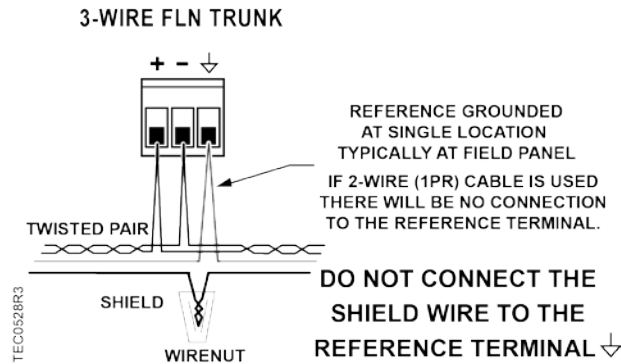 3-WIRE FLN TRUNK
+ −
REFERENCE GROUNDED
AT SINGLE LOCATION
TYPICALLY AT FIELD PANEL
IF 2-WIRE (1PR) CABLE IS USED
THERE WILL BE NO CONNECTION
TO THE REFERENCE TERMINAL.
TWISTED PAIR
SHIELD
WIRENUT
DO NOT CONNECT THE
SHIELD WIRE TO THE
REFERENCE TERMINAL
TEC0528R3